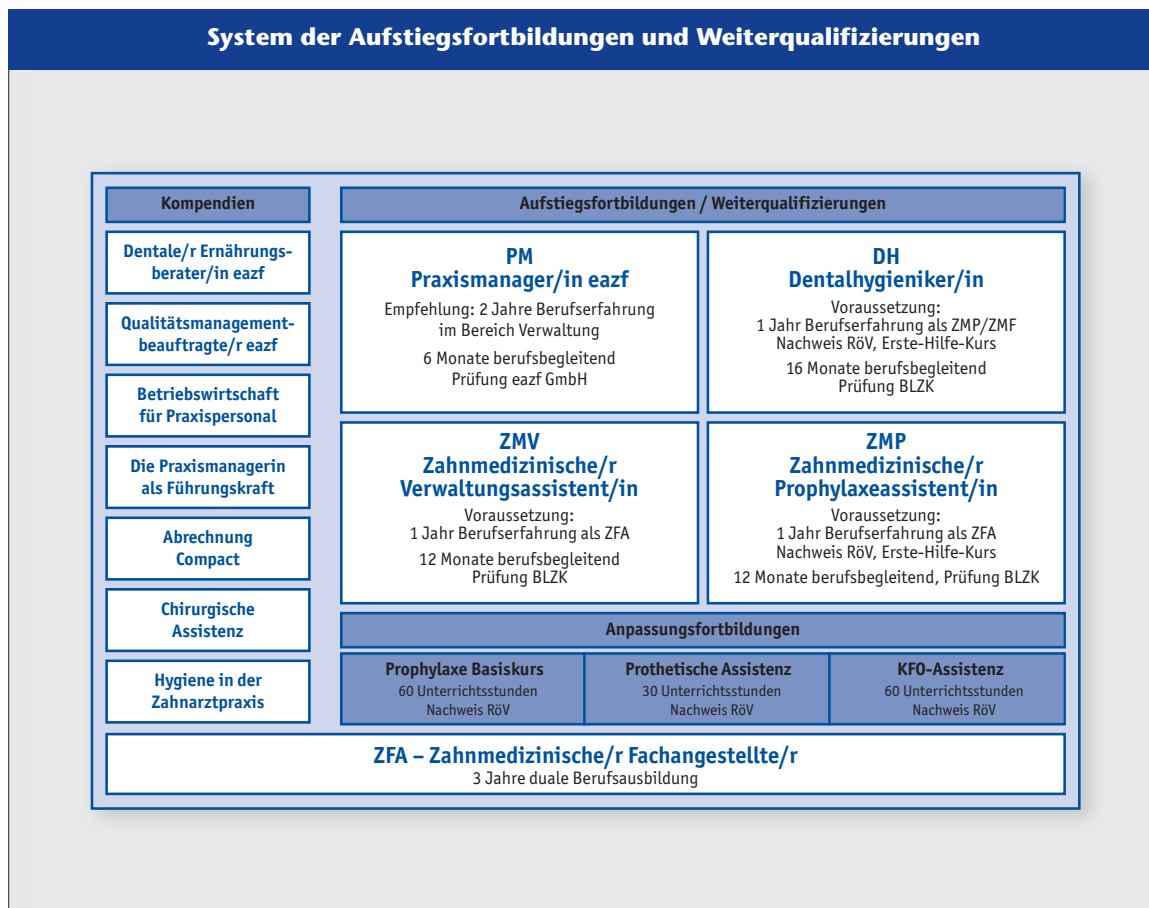 System der Aufstiegsfortbildungen und Weiterqualifizierungen
Kompendien
Dentale/r Ernährungs-
berater/in eazf
Qualitätsmanagement-
beauftragte/r eazf
Betriebswirtschaft
für Praxispersonal
Die Praxismanagerin
als Führungskraft
Abrechnung
Compact
Chirurgische
Assistenz
Hygiene in der
Zahnarztpraxis
Aufstiegsfortbildungen / Weiterqualifizierungen
PM
Praxismanager/in eazf
Empfehlung: 2 Jahre Berufserfahrung
im Bereich Verwaltung
6 Monate berufsbegleitend
Prüfung eazf GmbH
DH
Dentalhygieniker/in
Voraussetzung:
1 Jahr Berufserfahrung als ZMP/ZMF
Nachweis RöV, Erste-Hilfe-Kurs
16 Monate berufsbegleitend
Prüfung BLZK
ZMV
Zahnmedizinische/r
Verwaltungsassistent/in
Voraussetzung:
1 Jahr Berufserfahrung als ZFA
12 Monate berufsbegleitend
Prüfung BLZK
ZMP
Zahnmedizinische/r
Prophylaxeassistent/in
Voraussetzung:
1 Jahr Berufserfahrung als ZFA
Nachweis RöV, Erste-Hilfe-Kurs
12 Monate berufsbegleitend, Prüfung BLZK
Anpassungsfortbildungen
Prophylaxe Basiskurs
60 Unterrichtsstunden
Nachweis RöV
Prothetische Assistenz
30 Unterrichtsstunden
Nachweis RöV
KFO-Assistenz
60 Unterrichtsstunden
Nachweis RöV
ZFA – Zahnmedizinische/r Fachangestellte/r
3 Jahre duale Berufsausbildung